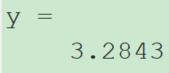 y =
3.2843